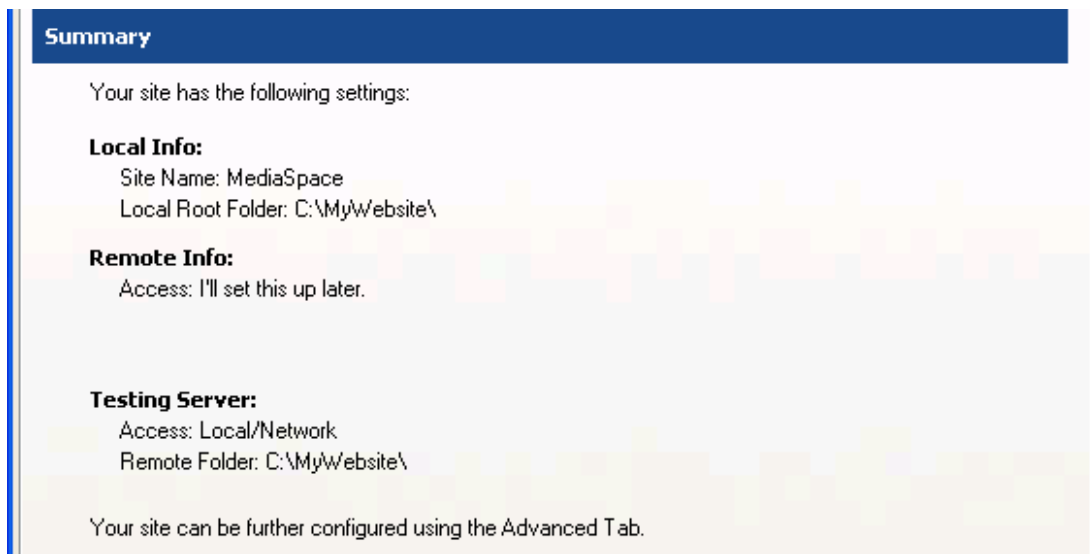 Summary
Your site has the following settings:
Local Info:
Site Name: MediaSpace
Local Root Folder: C:\MyWebsite\
Remote Info:
Access: I'll set this up later.
Testing Server:
Access: Local/Network
Remote Folder: C:\MyWebsite\
Your site can be further configured using the Advanced Tab.